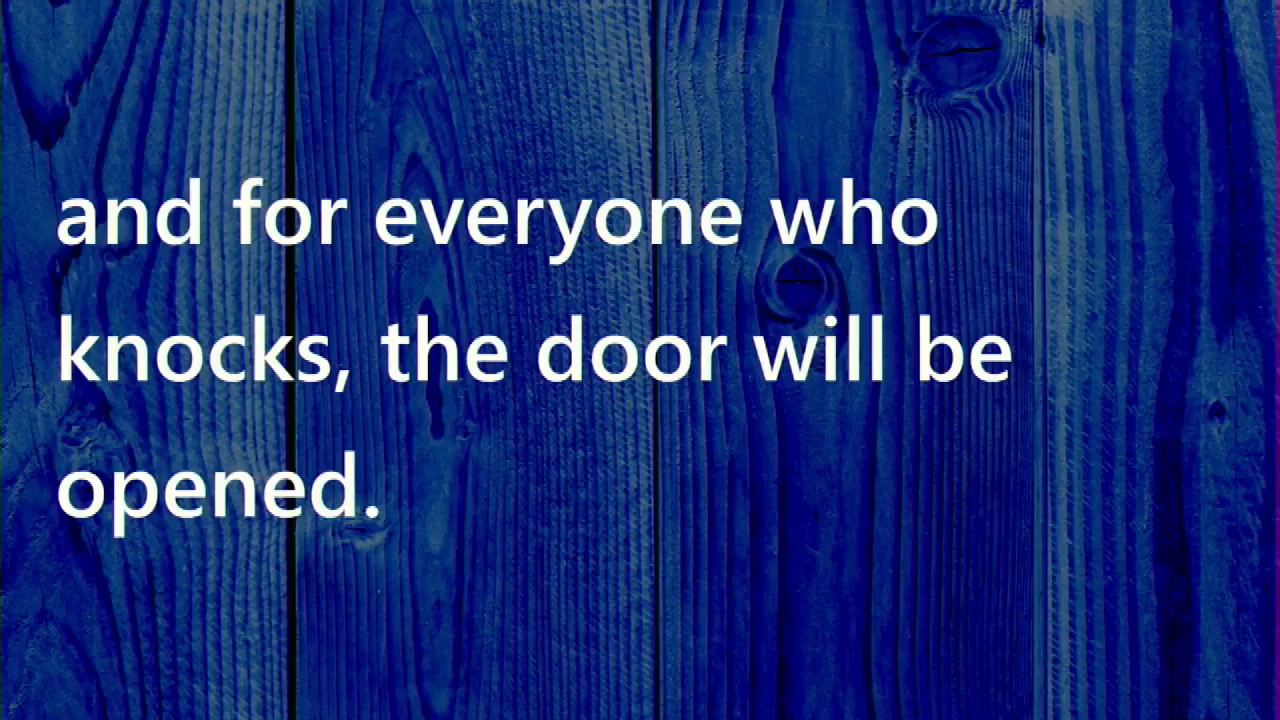 and for everyone who
knocks, the door will be
opened.